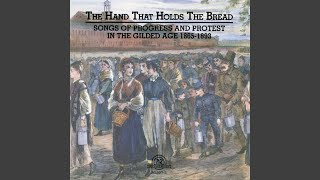 THE HAND THAT HOLDS THE BREAD
SONGS OF PROGRESS AND PROTEST
IN THE GILDED AGE 1865-1893